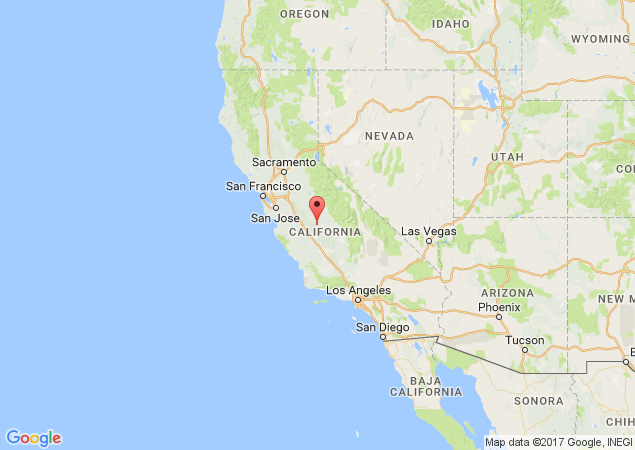 OREGON
IDAHO
WYOMING
NEVADA
UTAH
CO
Sacramento
San Francisco
San Jose
CALIFORNIA
Las Vegas
Los Angeles
ARIZONA
NEW M
Phoenix
San Diego
Tucson
E
BAJA
CALIFORNIA
SONORA
CHIH
Google
Map data ©2017 Google, INEGI